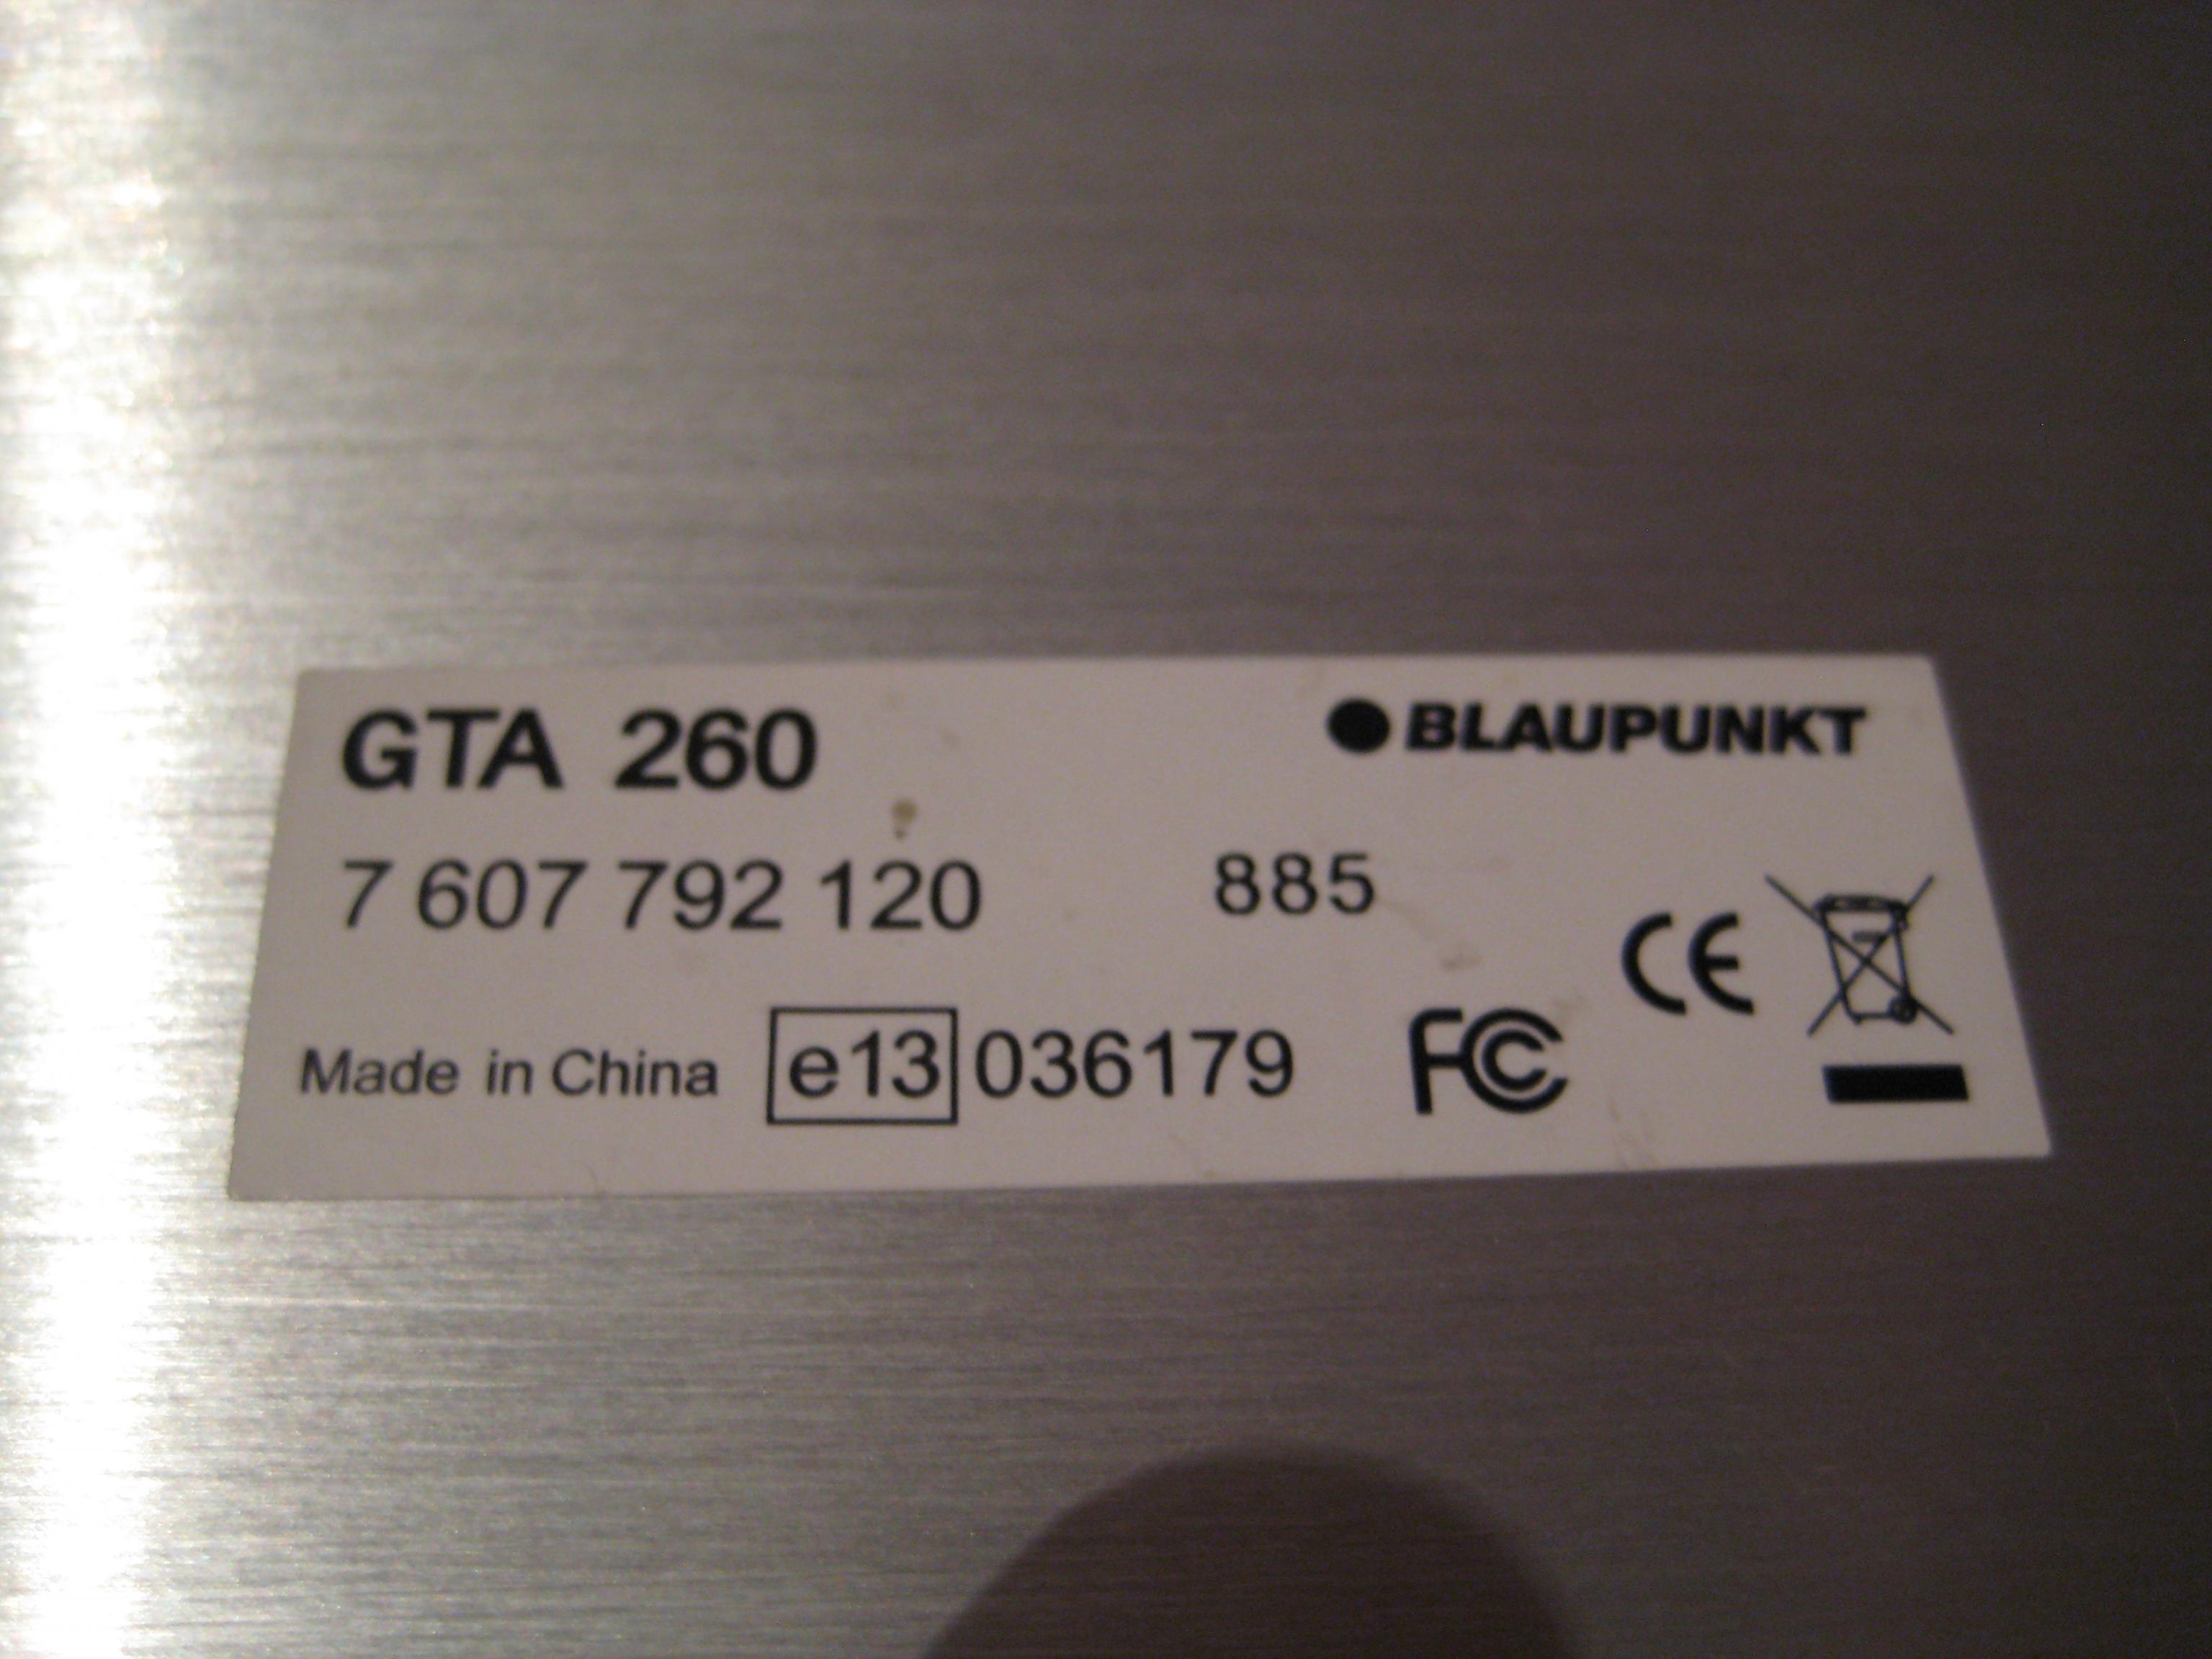 GTA 260
BLAUPUNKT
7 607 792 120
885
CE
Made in China
e13 036179
FC